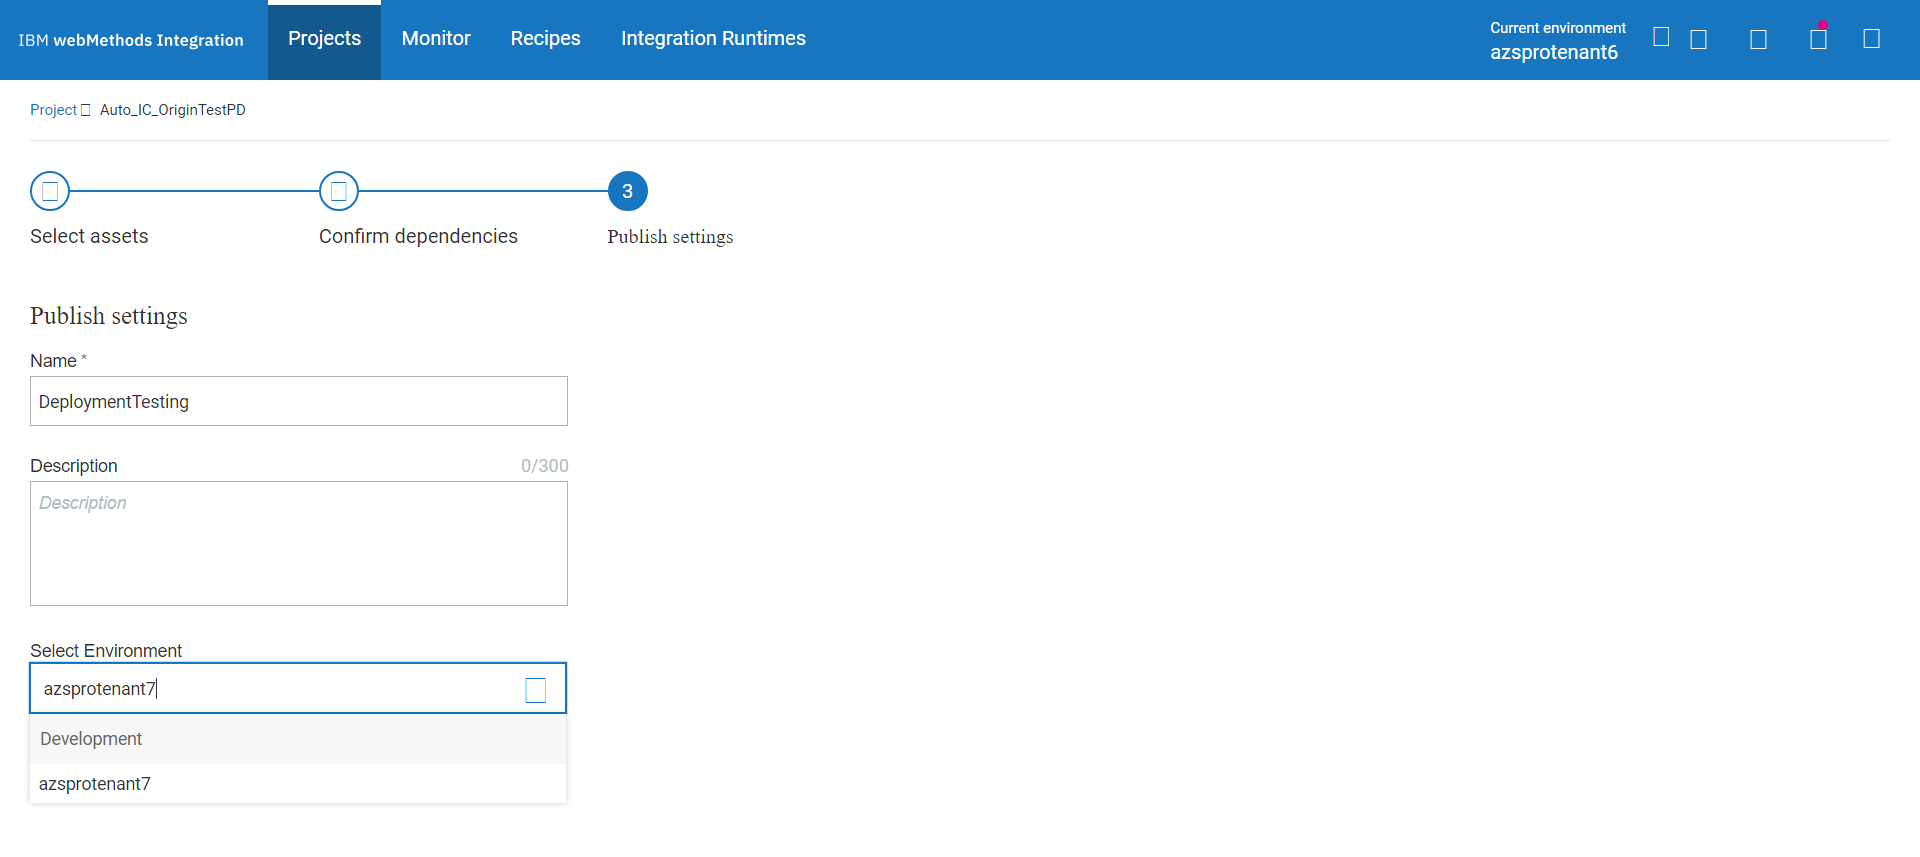 IBM webMethods Integration
Projects
Monitor
Recipes
Integration Runtimes
Current environment
azsprotenant6
Project
Auto_IC_OriginTestPD
3
Select assets
Confirm dependencies
Publish settings
Publish settings
Name *
DeploymentTesting
Description
0/300
Description
Select Environment
azsprotenant7
Development
azsprotenant7